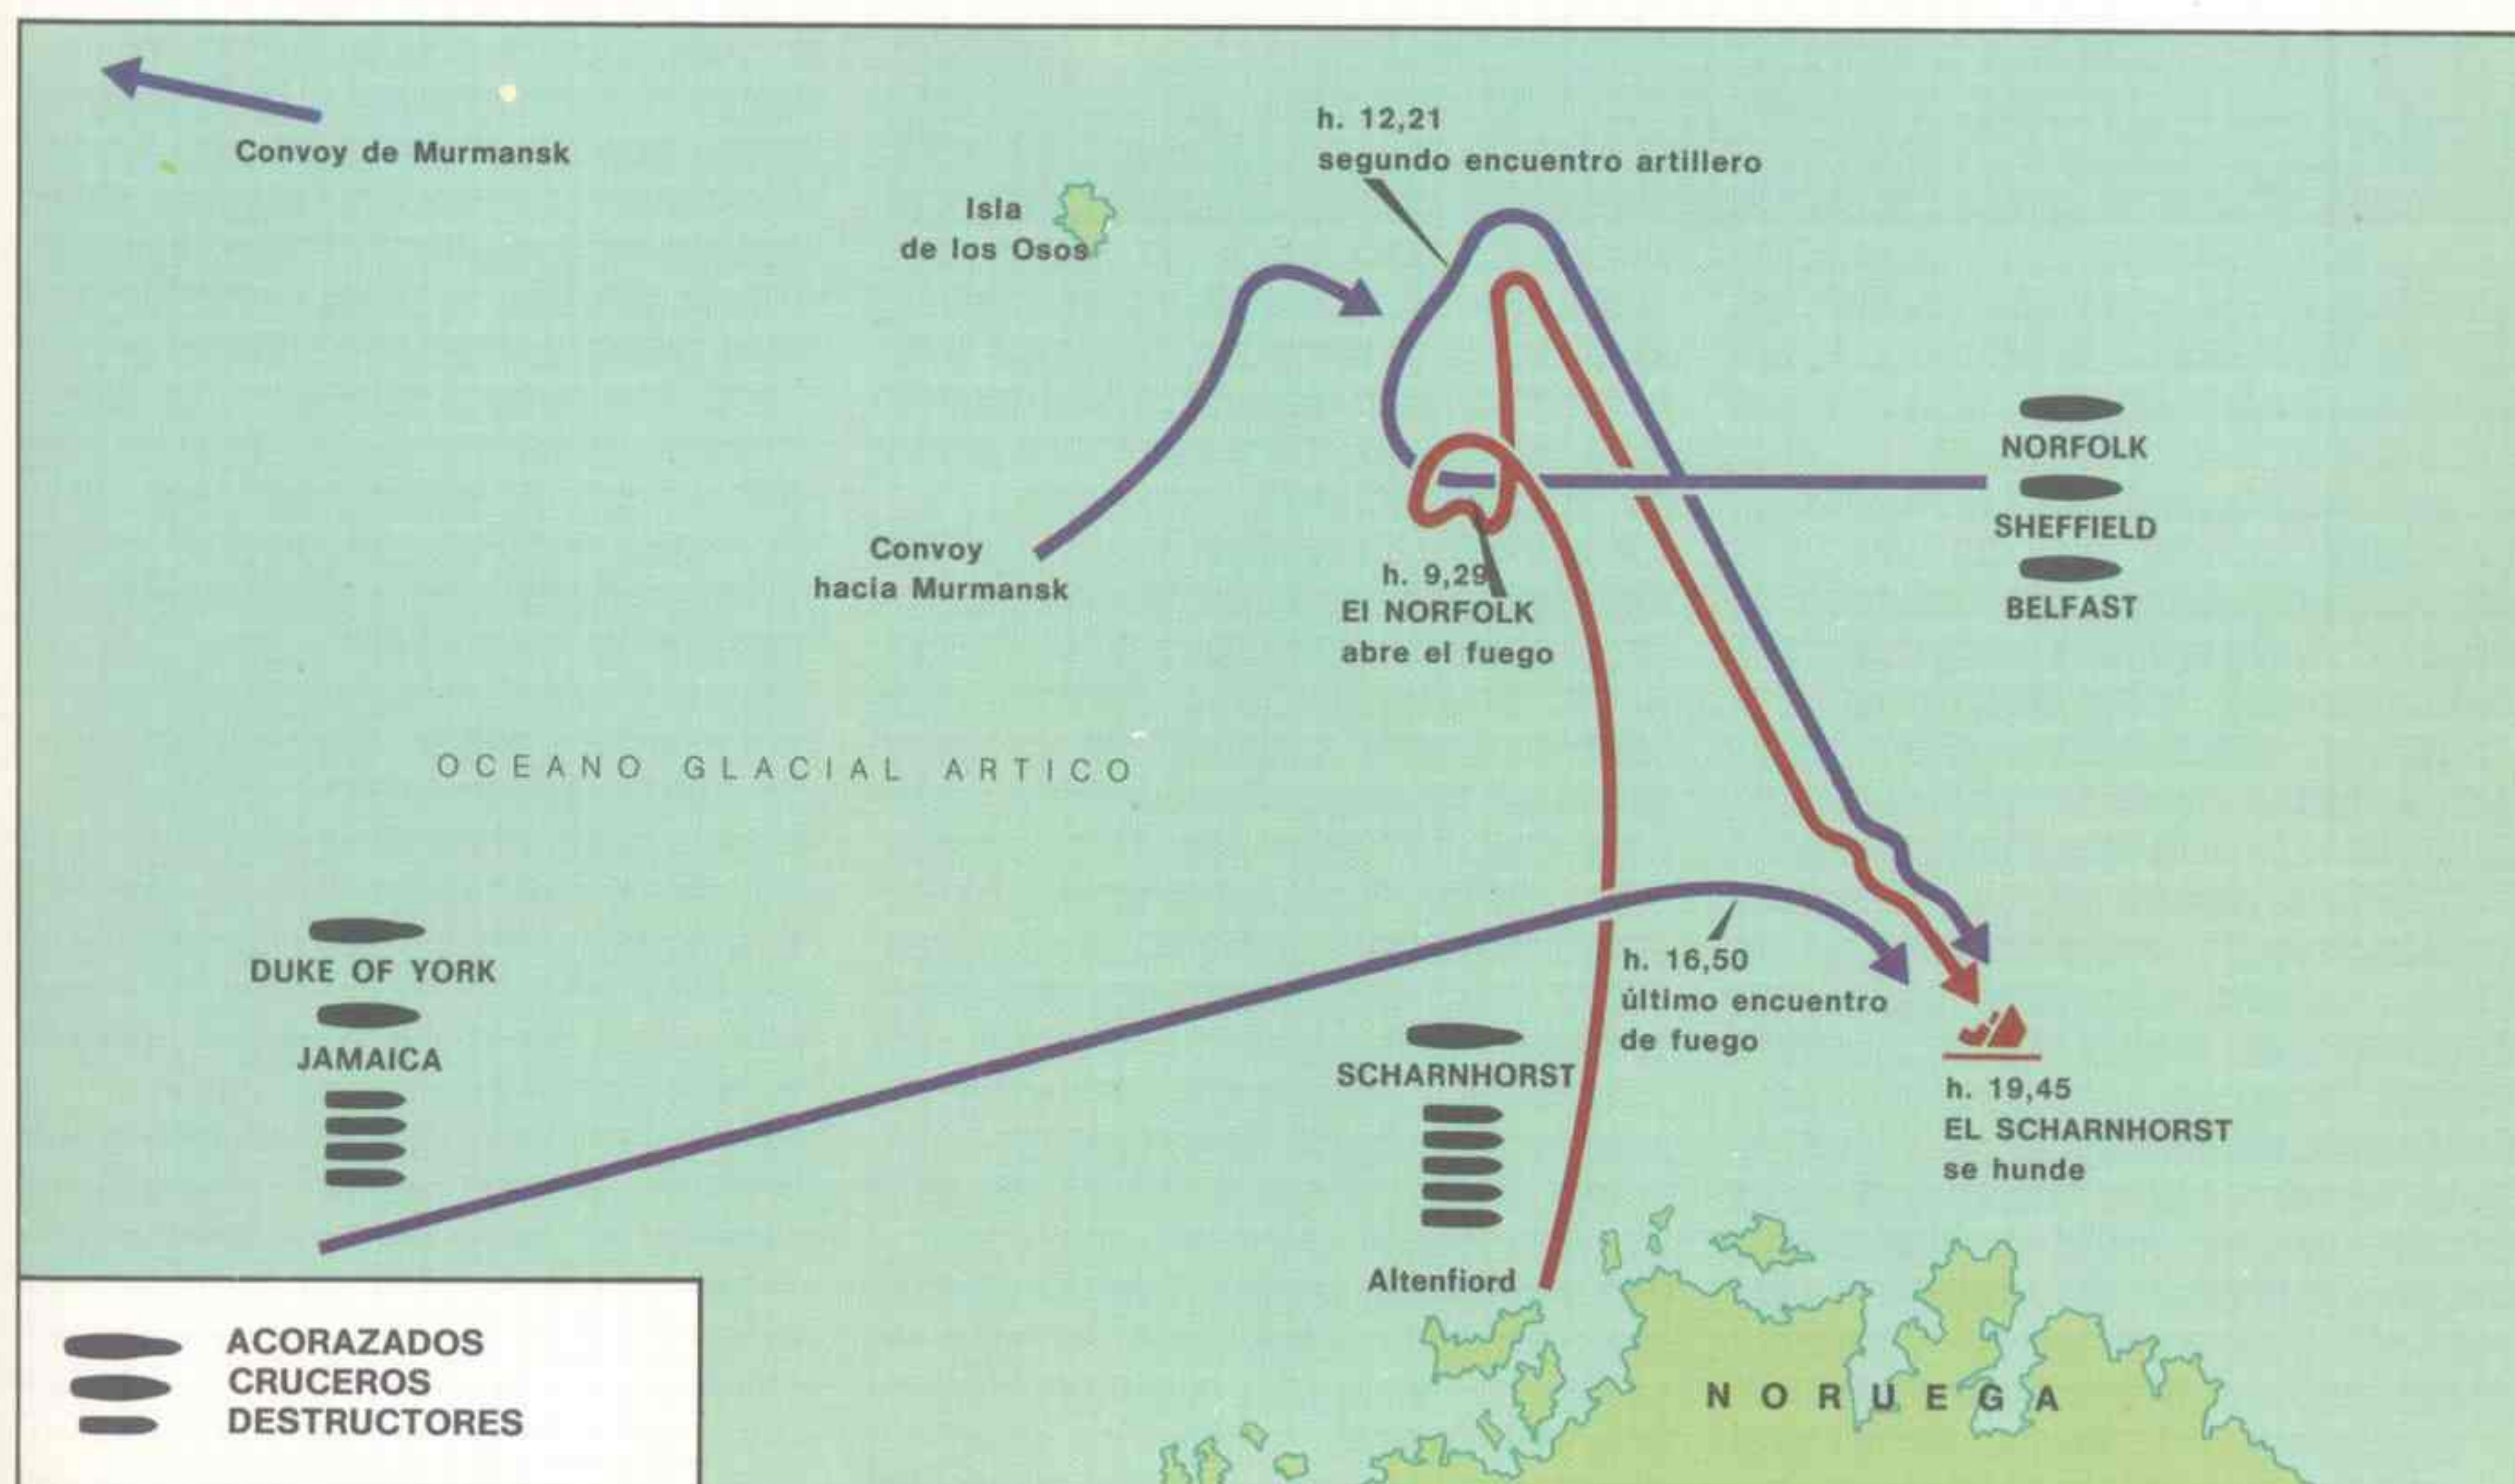 Convoy de Murmansk
h. 12,21
segundo encuentro artillero
Isla
de los Osos
NORFOLK
SHEFFIELD
BELFAST
Convoy
hacia Murmansk
h. 9,29
El NORFOLK
abre el fuego
OCEANO GLACIAL ARTICO
DUKE OF YORK
JAMAICA
h. 16,50
último encuentro
de fuego
SCHARNHORST
h. 19,45
EL SCHARNHORST
se hunde
Altenfiord
NORUEGA
ACORAZADOS
CRUCEROS
DESTRUCTORES